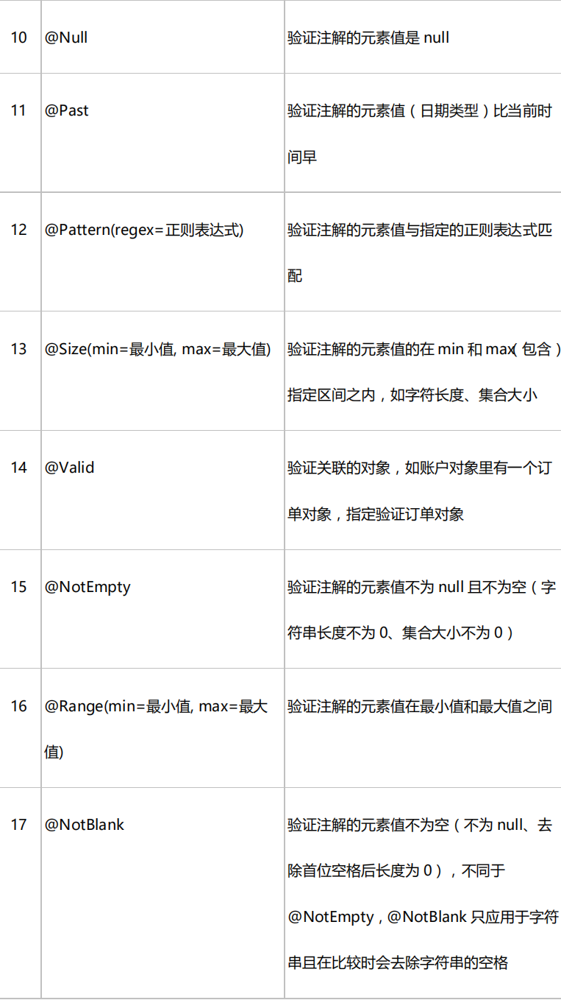 10 @Null 验证注解的元素值是 null
11 @Past 验证注解的元素值（日期类型）比当前时
间早
12 @Pattern(regex=正则表达式) 验证注解的元素值与指定的正则表达式匹
配
13 @Size(min=最小值, max=最大值) 验证注解的元素值的在 min 和 max（包含）
指定区间之内，如字符长度、集合大小
14 @Valid 验证关联的对象，如账户对象里有一个订
单对象，指定验证订单对象
15 @NotEmpty 验证注解的元素值不为 null 且不为空（字
符串长度不为 0、集合大小不为 0）
16 @Range(min=最小值, max=最大 验证注解的元素值在最小值和最大值之间
值)
17 @NotBlank 验证注解的元素值不为空（不为 null、去
除首位空格后长度为 0），不同于
@NotEmpty，@NotBlank 只应用于字符
串且在比较时会去除字符串的空格